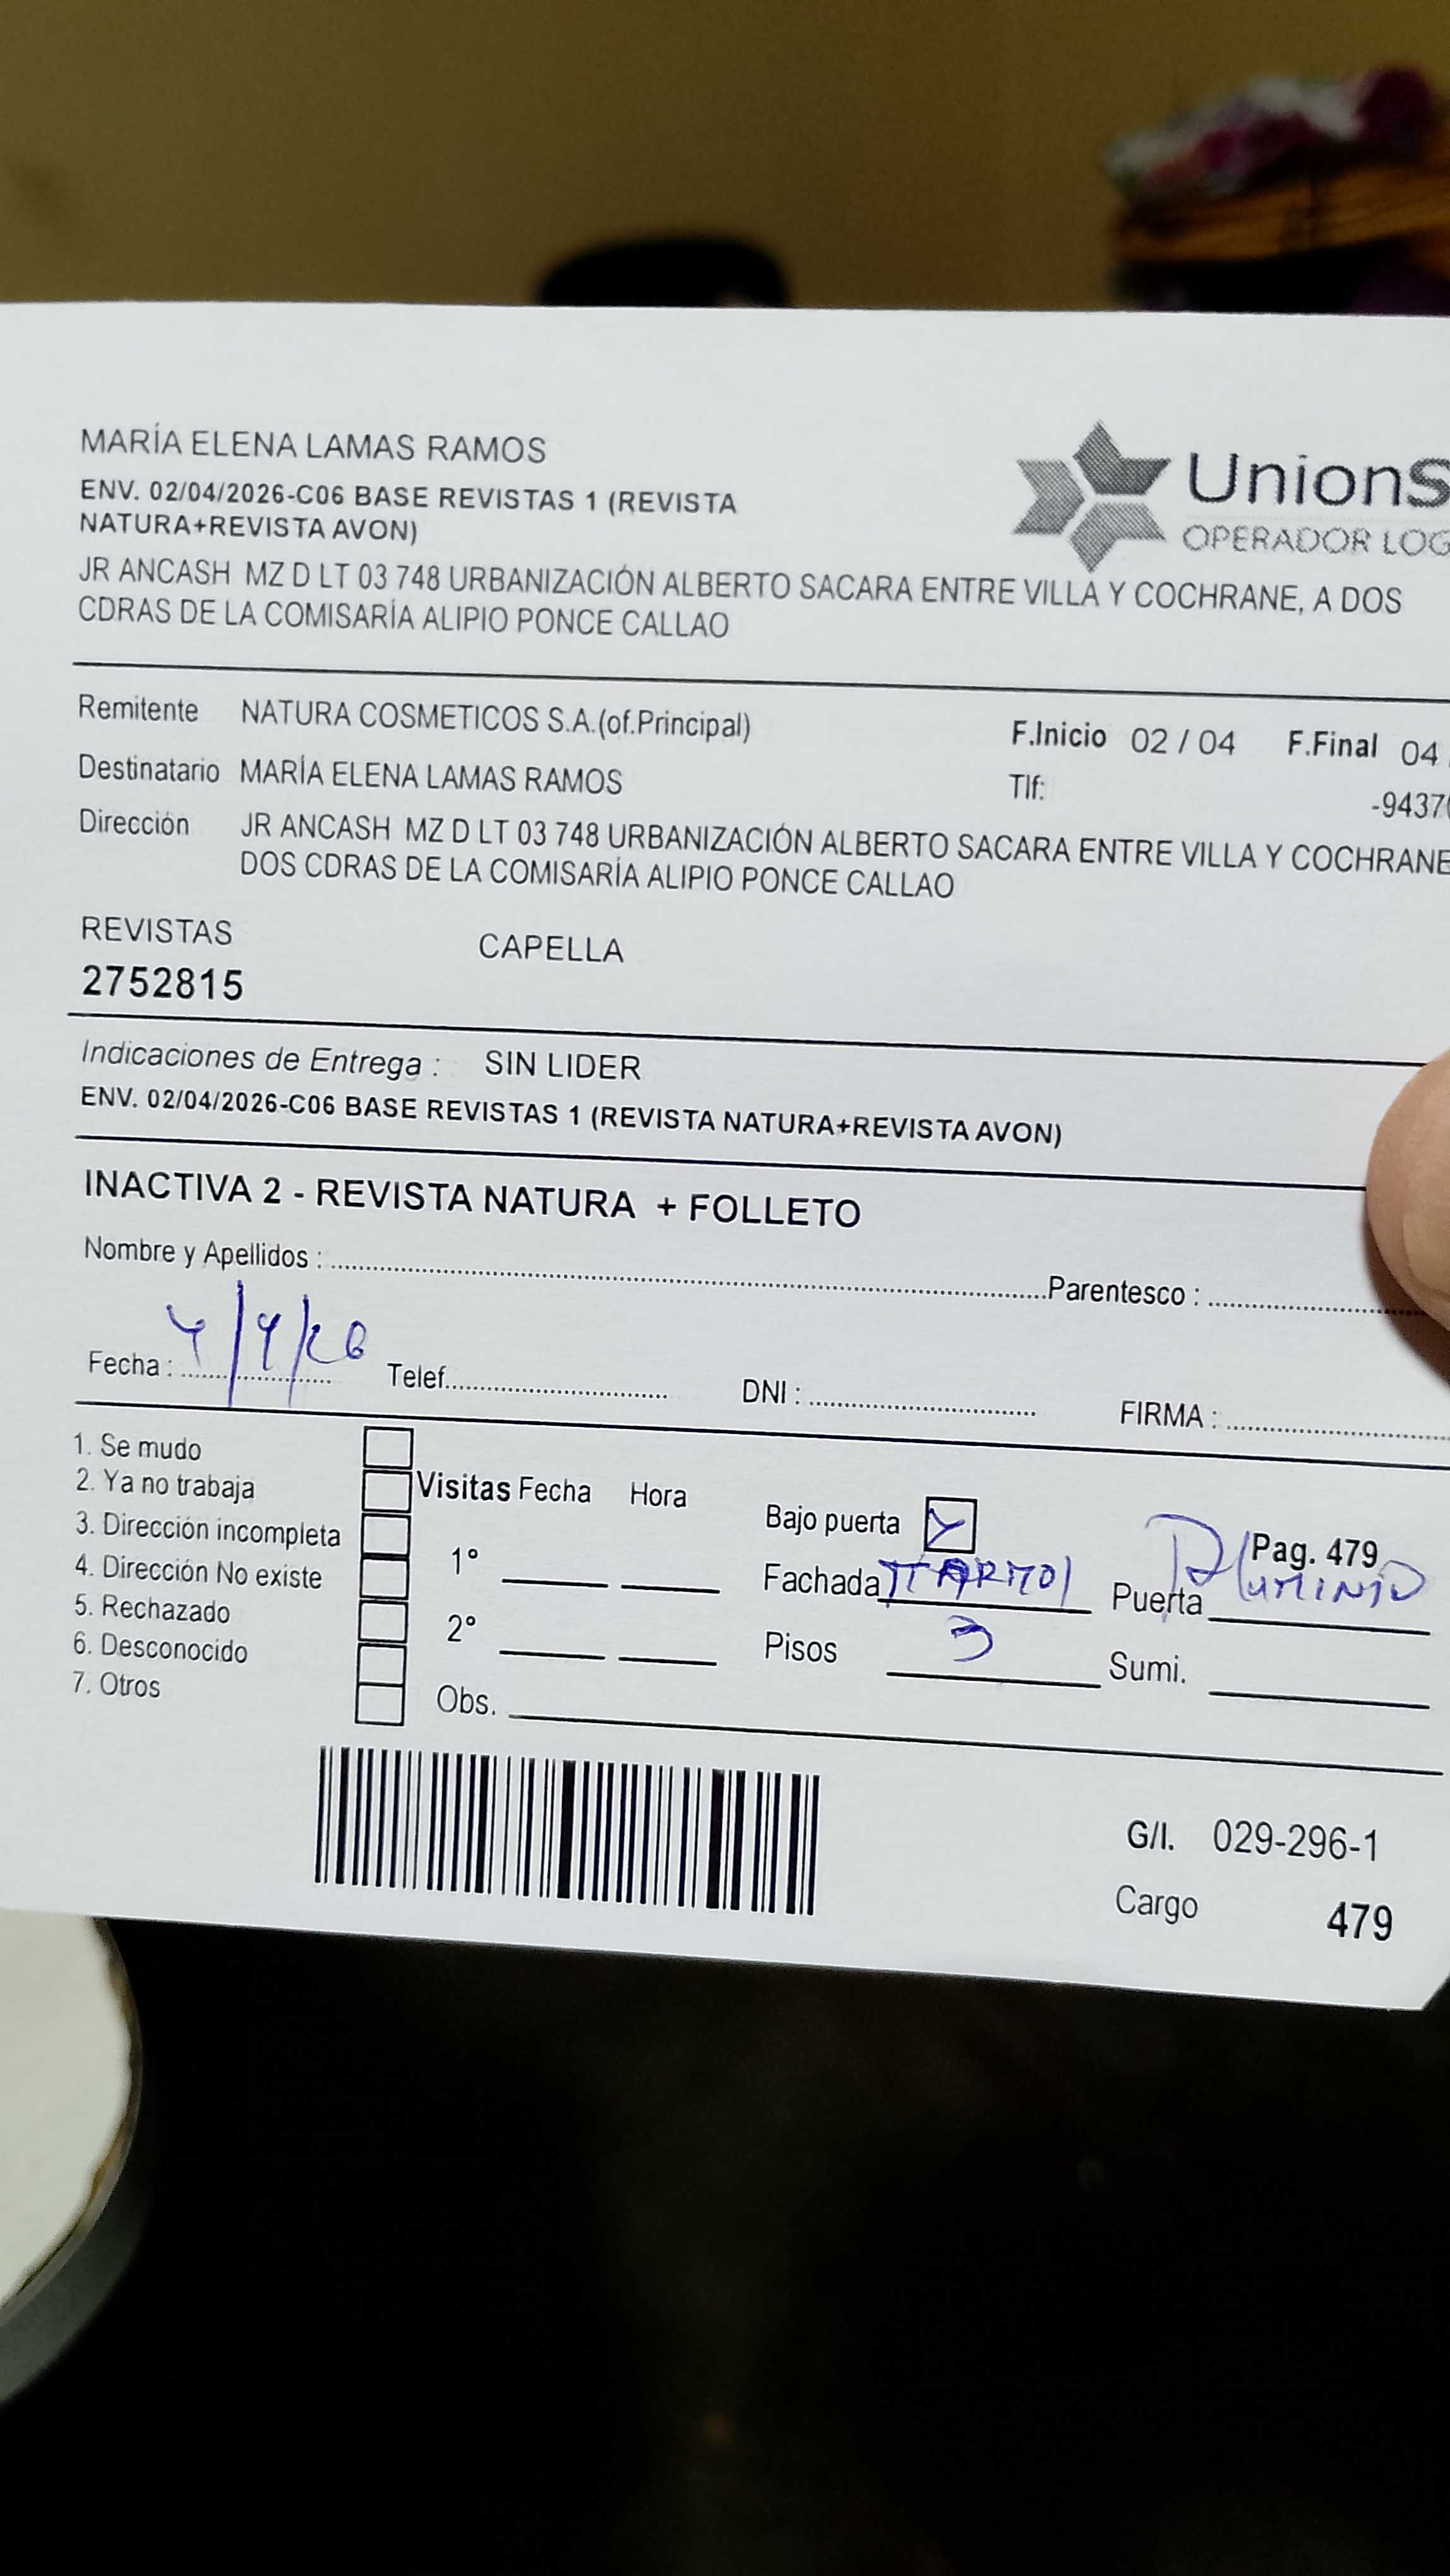 MARÍA ELENA LAMAS RAMOS
ENV. 02/04/2026-C06 BASE REVISTAS 1 (REVISTA
NATURA+REVISTA AVON)
UnionS
OPERADOR LOG
JR ANCASH MZ D LT 03 748 URBANIZACIÓN ALBERTO SACARA ENTRE VILLA Y COCHRANE, A DOS
CDRAS DE LA COMISARÍA ALIPIO PONCE CALLAO
Remitente NATURA COSMETICOS S.A.(of.Principal) F.Inicio 02 / 04 F.Final 04
Destinatario MARÍA ELENA LAMAS RAMOS Tlf: -9437
Dirección JR ANCASH MZ D LT 03 748 URBANIZACIÓN ALBERTO SACARA ENTRE VILLA Y COCHRANE
DOS CDRAS DE LA COMISARÍA ALIPIO PONCE CALLAO
REVISTAS CAPELLA
2752815
Indicaciones de Entrega : SIN LIDER
ENV. 02/04/2026-C06 BASE REVISTAS 1 (REVISTA NATURA+REVISTA AVON)
INACTIVA 2 - REVISTA NATURA + FOLLETO
Nombre y Apellidos : Parentesco :
Fecha : 4/4/26 Telef. DNI : FIRMA :
1. Se mudo
2. Ya no trabaja
3. Dirección incompleta
4. Dirección No existe
5. Rechazado
6. Desconocido
7. Otros
Visitas Fecha Hora
1°
2°
Obs.
Bajo puerta
Fachada
Pisos 3
Pag. 479
Puerta
Sumi.
G/I. 029-296-1
Cargo 479